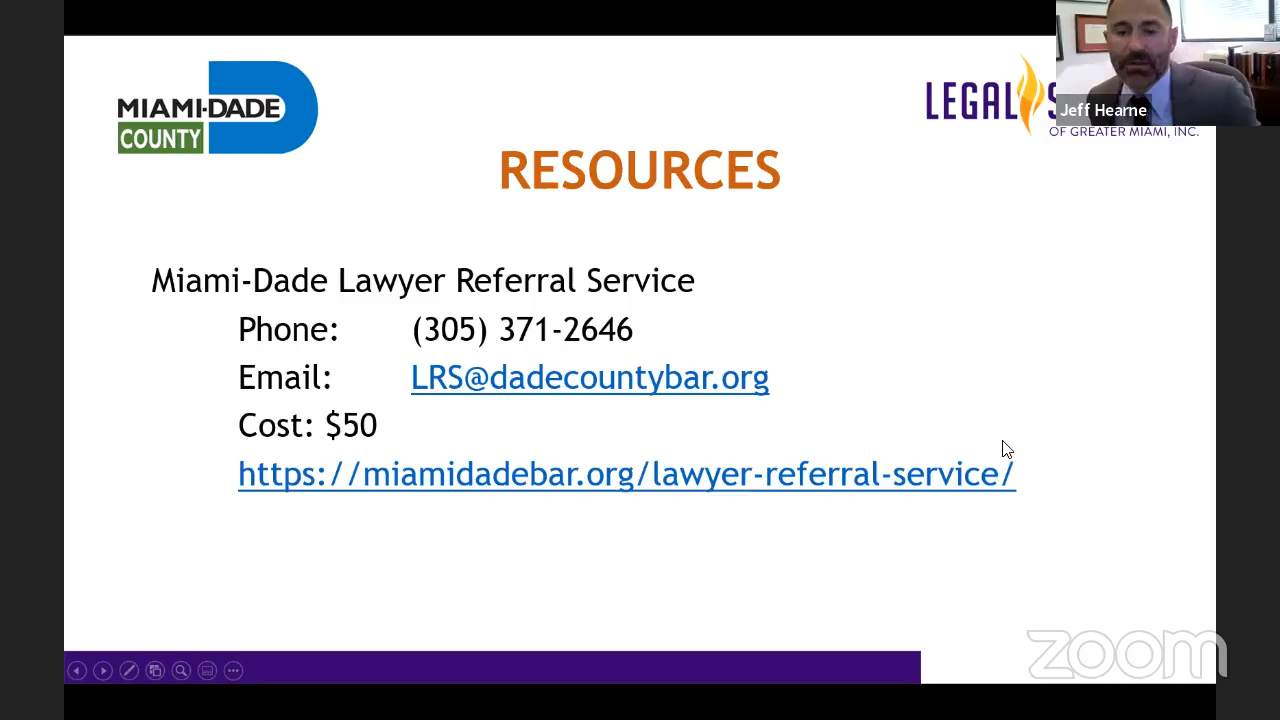 MIAMI-DADE
COUNTY
LEGAL S
OF GREATER MIAMI, INC.
Jeff Hearne
RESOURCES
Miami-Dade Lawyer Referral Service
Phone: (305) 371-2646
Email: LRS@dadecountybar.org
Cost: $50
https://miamidadebar.org/lawyer-referral-service/
zoom